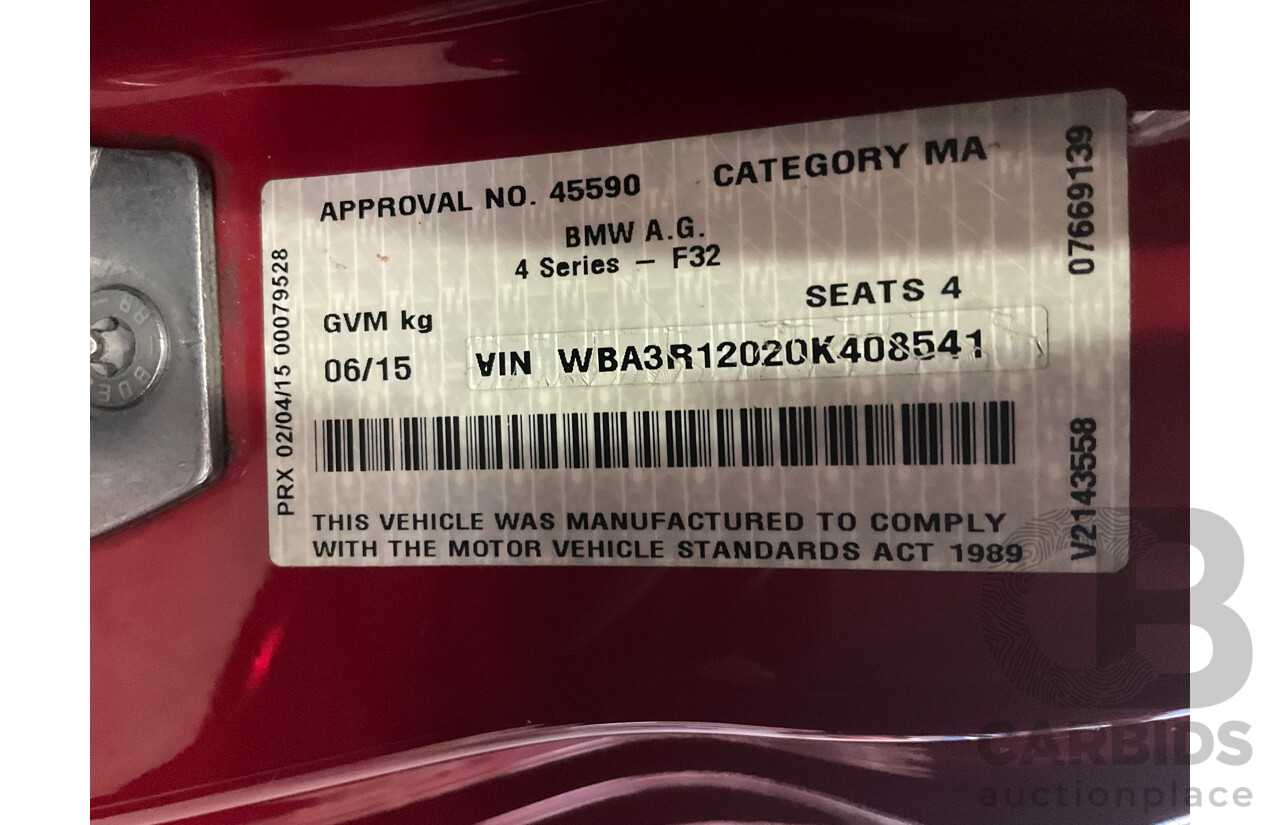 APPROVAL NO. 45590 CATEGORY MA
BMW A.G.
4 Series – F32
SEATS 4
GVM kg
06/15 VIN WBA3R12020K408541
THIS VEHICLE WAS MANUFACTURED TO COMPLY
WITH THE MOTOR VEHICLE STANDARDS ACT 1989
PRX 02/04/15 00079528
07669139
V2143558
CB
CARBIDS
auctionplace